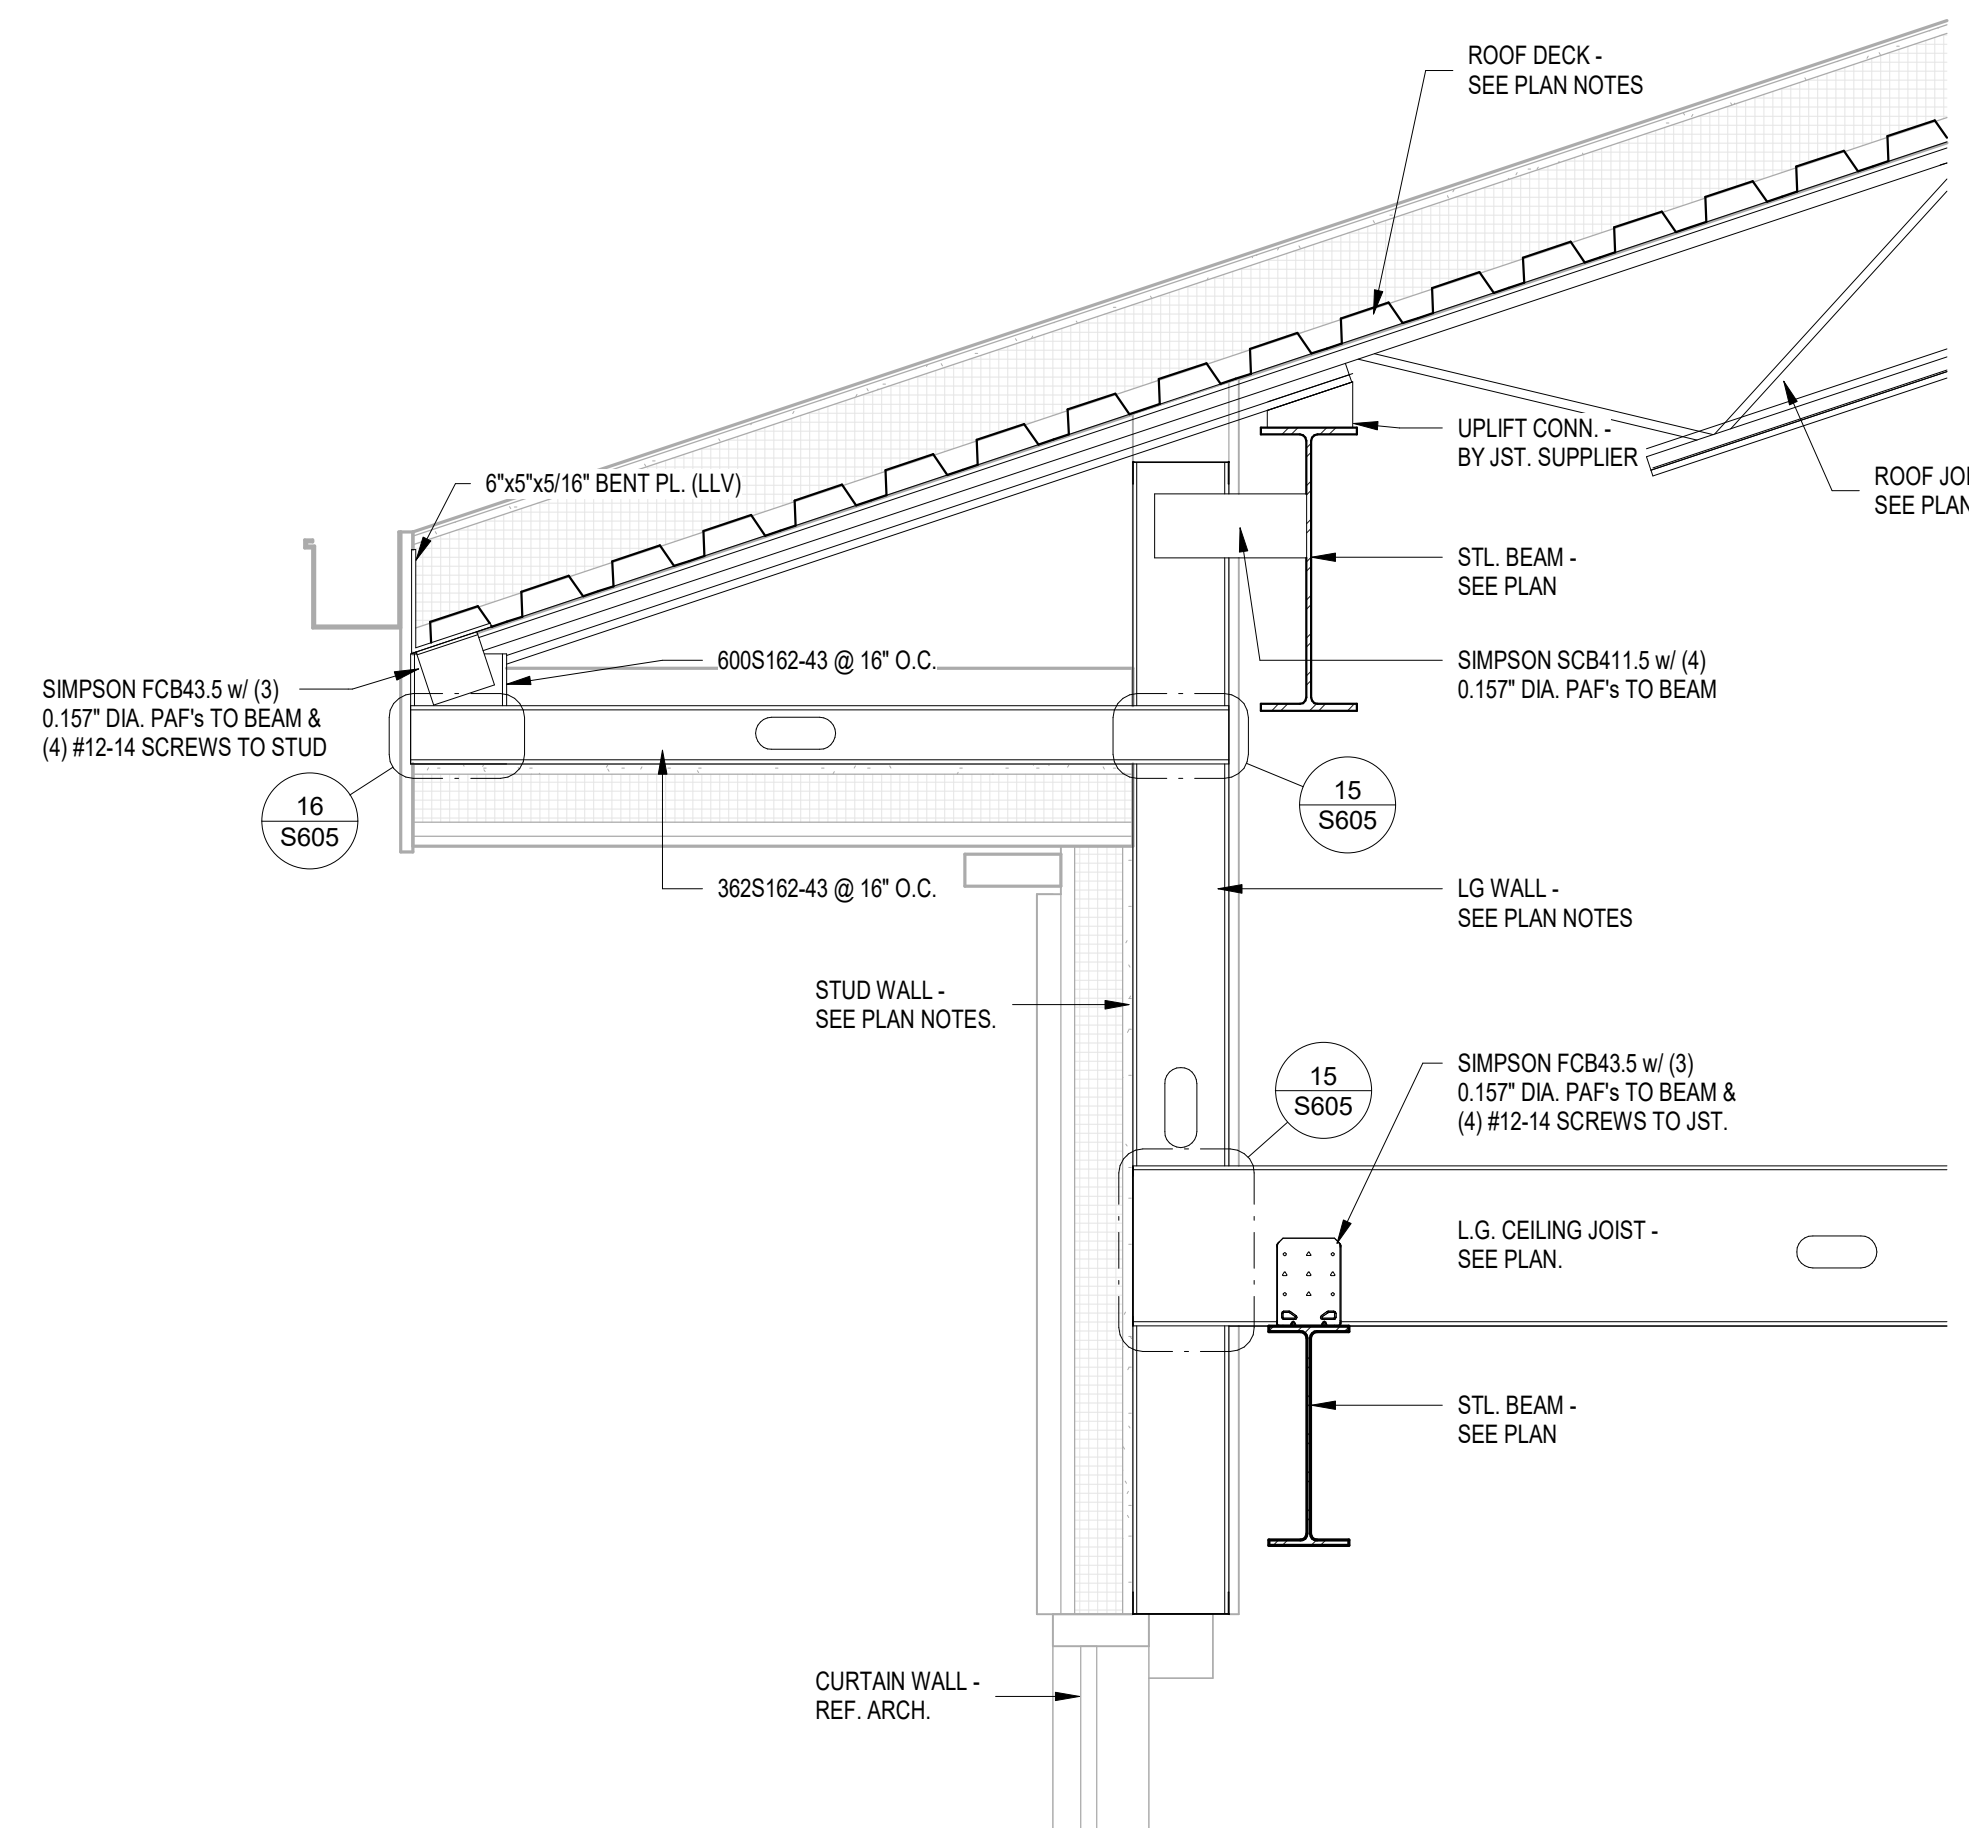 ROOF DECK -
SEE PLAN NOTES
UPLIFT CONN. -
BY JST. SUPPLIER
ROOF JOI
SEE PLAN
6"x5"x5/16" BENT PL. (LLV)
STL. BEAM -
SEE PLAN
600S162-43 @ 16" O.C.
SIMPSON SCB411.5 w/ (4)
0.157" DIA. PAF's TO BEAM
SIMPSON FCB43.5 w/ (3)
0.157" DIA. PAF's TO BEAM &
(4) #12-14 SCREWS TO STUD
16
S605
15
S605
362S162-43 @ 16" O.C.
LG WALL -
SEE PLAN NOTES
STUD WALL -
SEE PLAN NOTES.
15
S605
SIMPSON FCB43.5 w/ (3)
0.157" DIA. PAF's TO BEAM &
(4) #12-14 SCREWS TO JST.
L.G. CEILING JOIST -
SEE PLAN.
STL. BEAM -
SEE PLAN
CURTAIN WALL -
REF. ARCH.